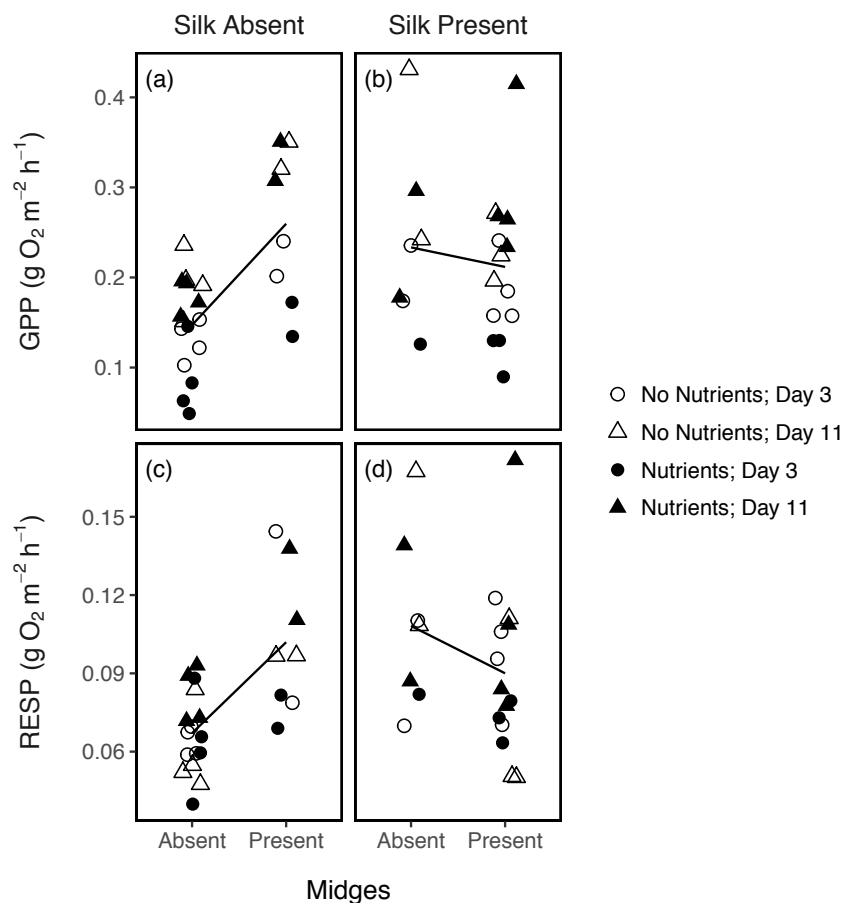 Silk Absent
Silk Present
(a)
(b)
0.4
0.3
0.2
0.1
GPP (g O₂ m⁻² h⁻¹)
No Nutrients; Day 3
No Nutrients; Day 11
Nutrients; Day 3
Nutrients; Day 11
(c)
(d)
0.15
0.12
0.09
0.06
RESP (g O₂ m⁻² h⁻¹)
Absent
Present
Absent
Present
Midges